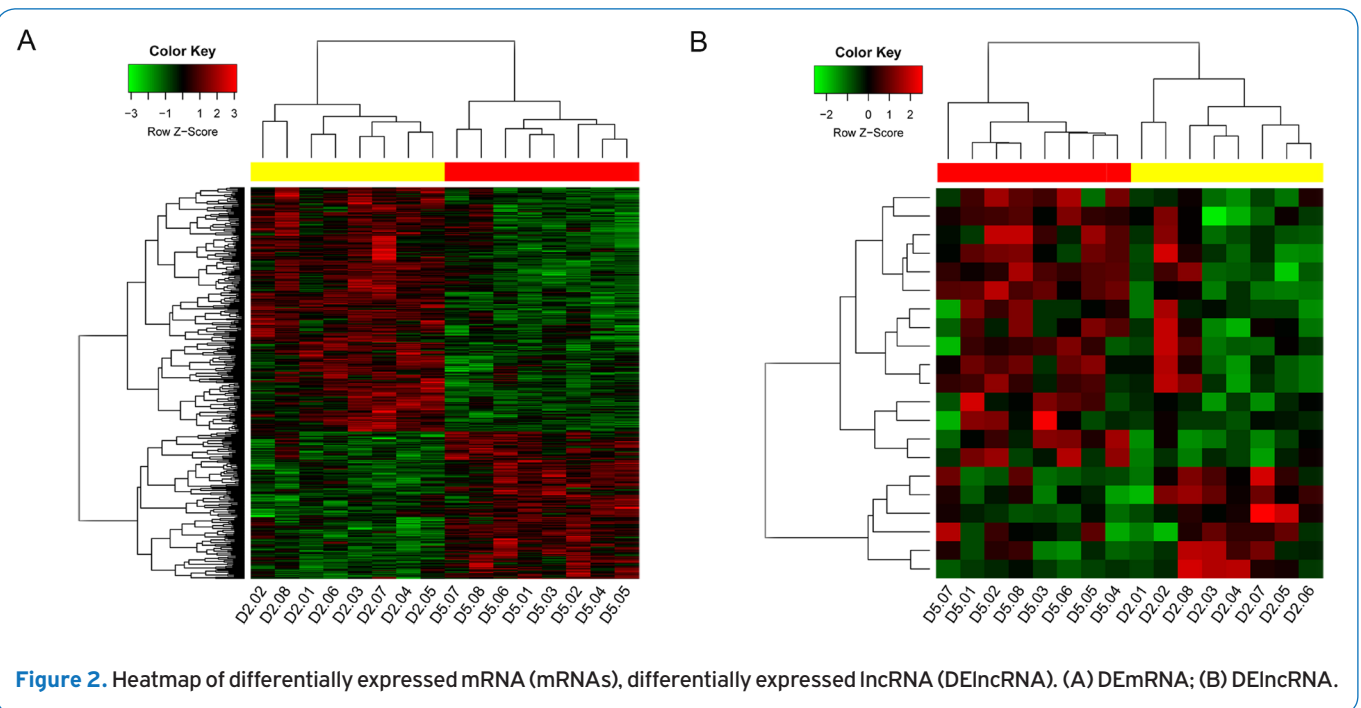 A
B
Color Key
−3 −1 1 2 3
Row Z−Score
Color Key
−2 0 1 2
Row Z−Score
D2.02 D2.08 D2.01 D2.06 D2.03 D2.07 D2.04 D2.05 D5.07 D5.08 D5.06 D5.01 D5.03 D5.02 D5.04 D5.05
D5.07 D5.01 D5.02 D5.08 D5.03 D5.06 D5.05 D5.04 D2.01 D2.02 D2.08 D2.03 D2.04 D2.07 D2.05 D2.06
Figure 2. Heatmap of differentially expressed mRNA (mRNAs), differentially expressed lncRNA (DElncRNA). (A) DEmRNA; (B) DElncRNA.